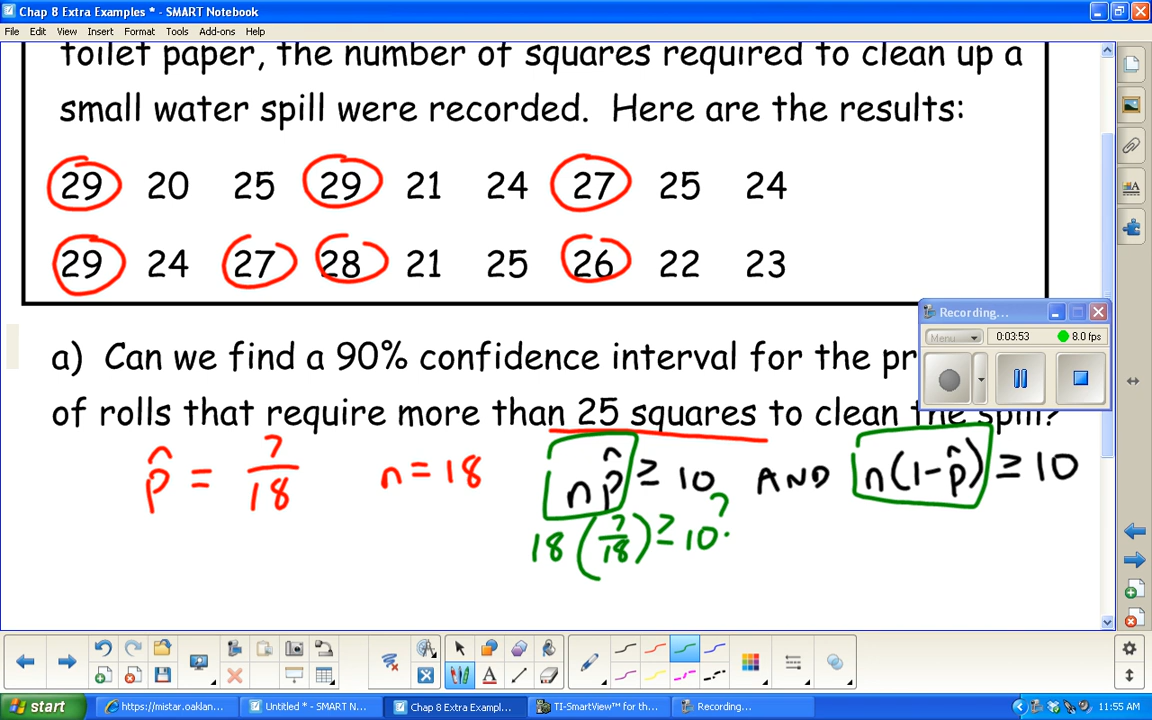 Chap 8 Extra Examples * - SMART Notebook
File Edit View Insert Format Tools Add-ons Help
toilet paper, the number of squares required to clean up a
small water spill were recorded. Here are the results:
29 20 25 29 21 24 27 25 24
29 24 27 28 21 25 26 22 23
Recording...
Menu 0:03:53 8.0 fps
a) Can we find a 90% confidence interval for the pr
of rolls that require more than 25 squares to clean the spill?
p̂ = 7/18 n = 18 np̂ ≥ 10 AND n(1-p̂) ≥ 10
18(7/18) ≥ 10?
start https://mistar.oaklan... Untitled * - SMART N... Chap 8 Extra Exampl... TI-SmartView™ for th... Recording... 11:55 AM